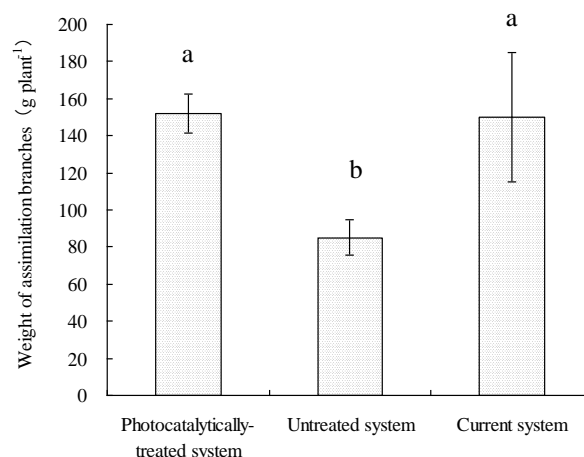 200
180
160
140
120
100
80
60
40
20
0
Weight of assimilation branches (g plant-1)
a
b
a
Photocatalytically-
treated system
Untreated system
Current system